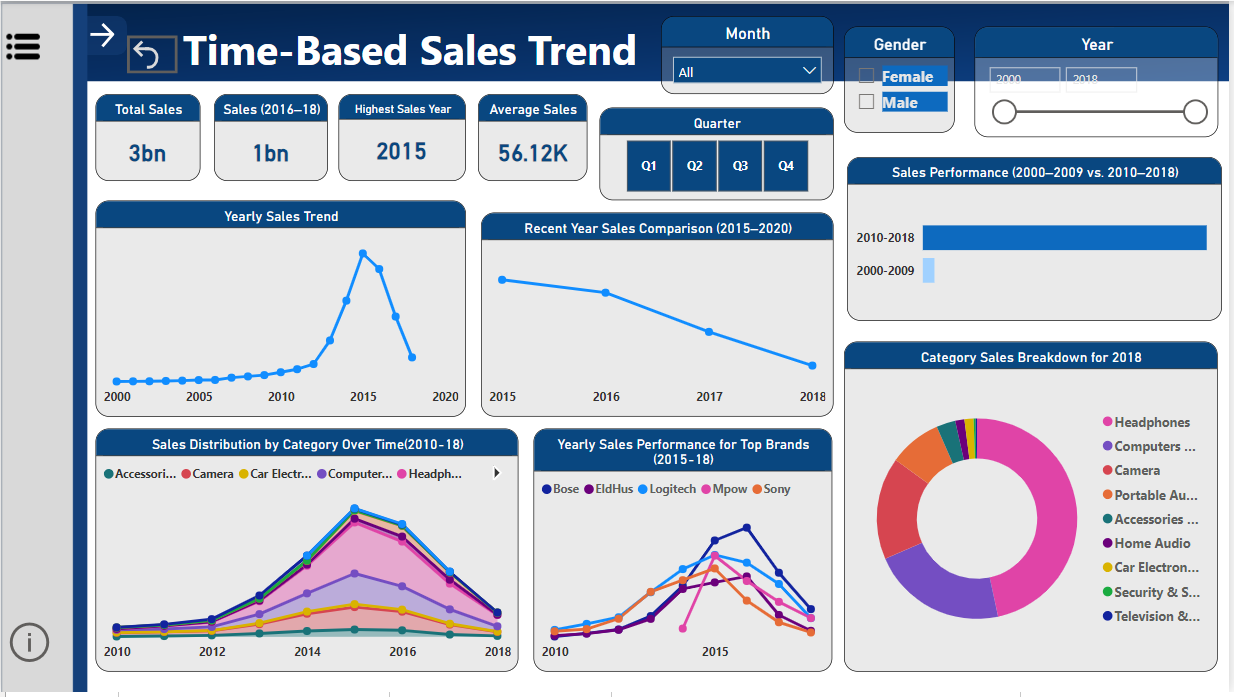 Time-Based Sales Trend
Month
All
Gender
Female
Male
Year
2000
2018
Total Sales
3bn
Sales (2016–18)
1bn
Highest Sales Year
2015
Average Sales
56.12K
Quarter
Q1 Q2 Q3 Q4
Yearly Sales Trend
2000 2005 2010 2015 2020
Recent Year Sales Comparison (2015–2020)
2015 2016 2017 2018
Sales Performance (2000–2009 vs. 2010–2018)
2010-2018
2000-2009
Sales Distribution by Category Over Time(2010-18)
Accessori... Camera Car Electr... Computer... Headph...
2010 2012 2014 2016 2018
Yearly Sales Performance for Top Brands
(2015-18)
Bose EldHus Logitech Mpow Sony
2010 2015
Category Sales Breakdown for 2018
Headphones
Computers ...
Camera
Portable Au...
Accessories ...
Home Audio
Car Electron...
Security & S...
Television &...